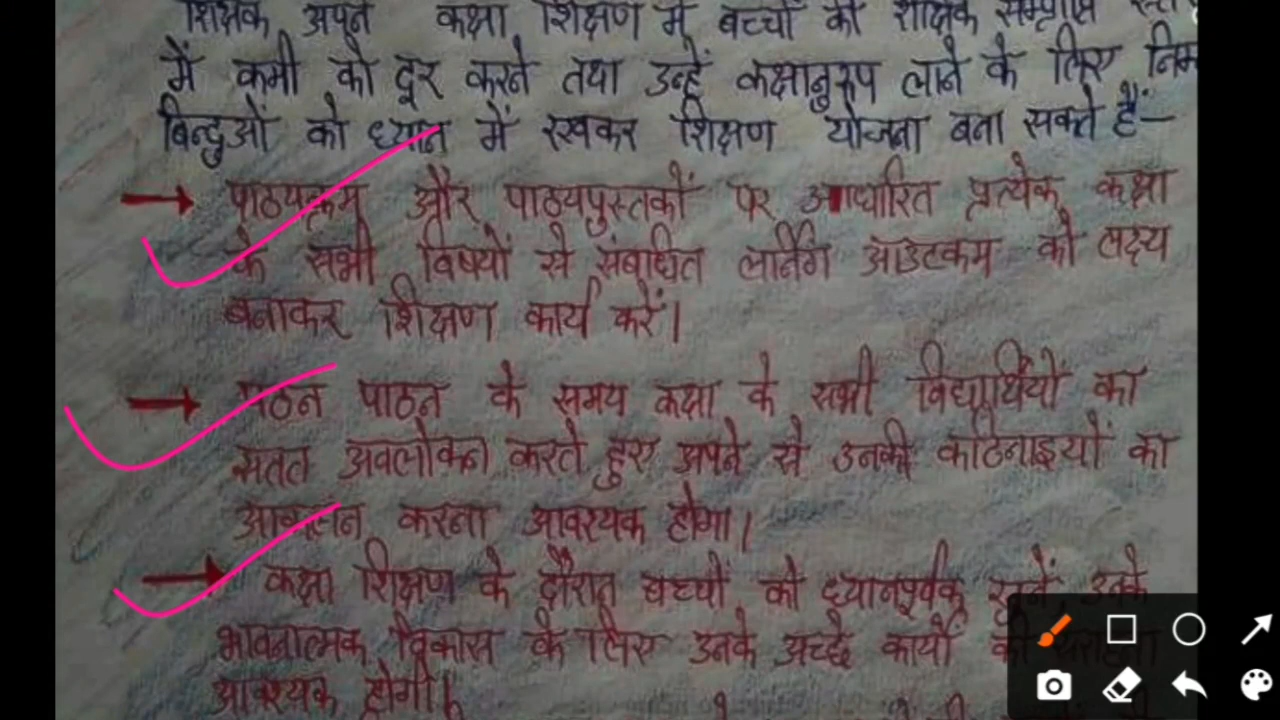 शिक्षक अपने कक्षा शिक्षण में बच्चों की शैक्षिक सम्प्राप्ति
में कमी को दूर करने तथा उन्हें कक्षानुरूप लाने के लिए निम्न
बिन्दुओं को ध्यान में रखकर शिक्षण योजना बना सकते हैं-
→ पाठ्यक्रम और पाठ्यपुस्तकों पर आधारित प्रत्येक कक्षा
के सभी विषयों से संबंधित लर्निंग आउटकम को लक्ष्य
बनाकर शिक्षण कार्य करें।
→ पठन पाठन के समय कक्षा के सभी विद्यार्थियों का
सतत अवलोकन करते हुए अपने से उनकी कठिनाइयों का
आकलन करना आवश्यक होगा।
→ कक्षा शिक्षण के दौरान बच्चों को ध्यानपूर्वक सुनें, उनके
भावनात्मक विकास के लिए उनके अच्छे कार्यों की सराहना
आवश्यक होगी।